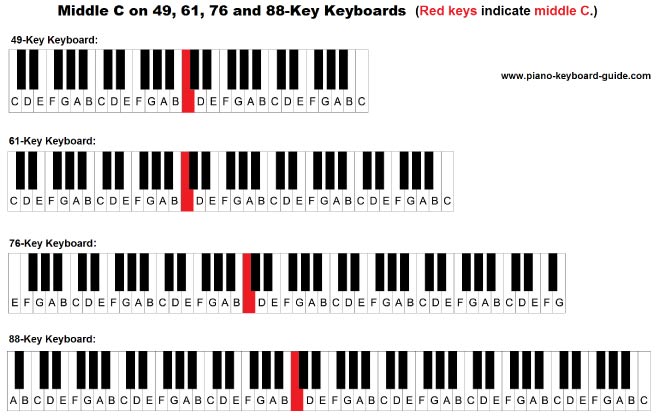 Middle C on 49, 61, 76 and 88-Key Keyboards (Red keys indicate middle C.)
49-Key Keyboard:
www.piano-keyboard-guide.com
C D E F G A B C D E F G A B D E F G A B C D E F G A B C
61-Key Keyboard:
C D E F G A B C D E F G A B D E F G A B C D E F G A B C D E F G A B C
76-Key Keyboard:
E F G A B C D E F G A B C D E F G A B D E F G A B C D E F G A B C D E F G A B C D E F G
88-Key Keyboard:
A B C D E F G A B C D E F G A B C D E F G A B D E F G A B C D E F G A B C D E F G A B C D E F G A B C